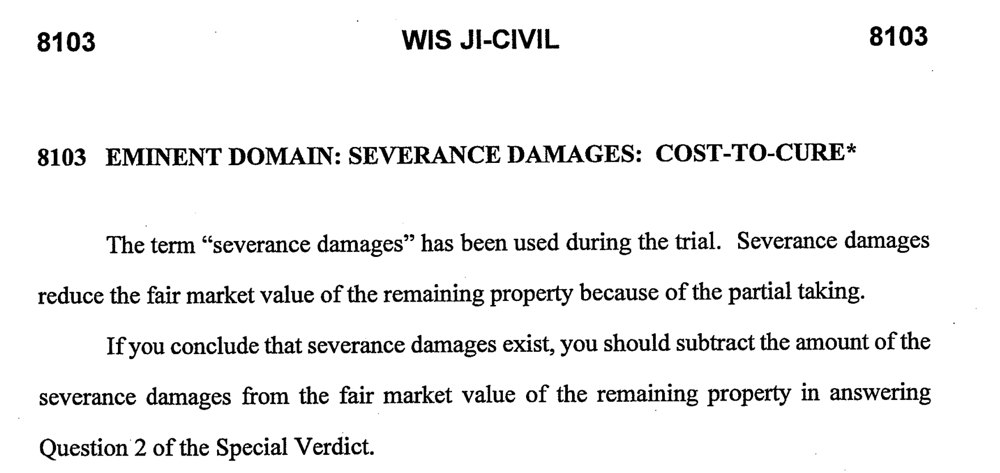 8103 WIS JI-CIVIL 8103
8103 EMINENT DOMAIN: SEVERANCE DAMAGES: COST-TO-CURE*
The term “severance damages” has been used during the trial. Severance damages
reduce the fair market value of the remaining property because of the partial taking.
If you conclude that severance damages exist, you should subtract the amount of the
severance damages from the fair market value of the remaining property in answering
Question 2 of the Special Verdict.